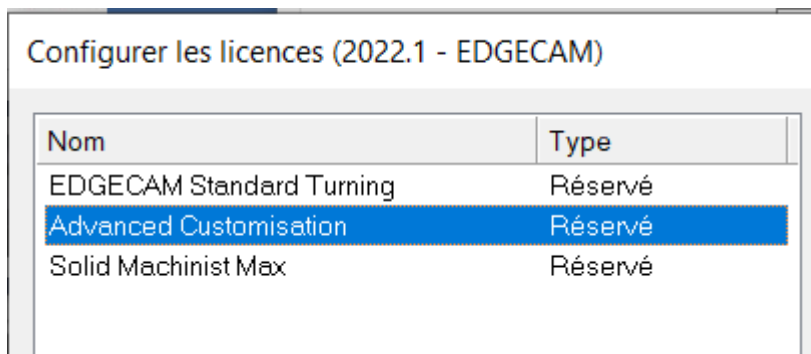 Configurer les licences (2022.1 - EDGECAM)
Nom Type
EDGECAM Standard Turning Réservé
Advanced Customisation Réservé
Solid Machinist Max Réservé